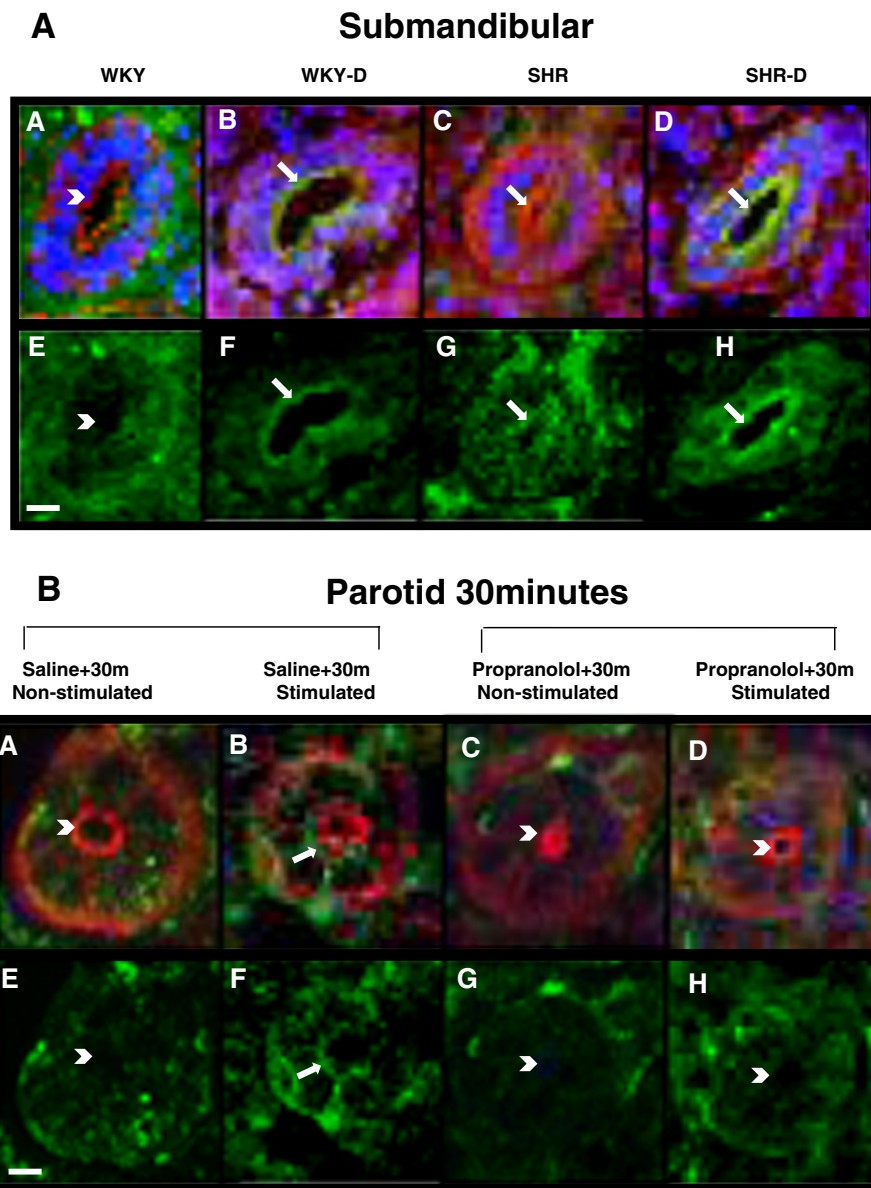 A
Submandibular
WKY WKY-D SHR SHR-D
A B C D
E F G H
B
Parotid 30minutes
Saline+30m Saline+30m Propranolol+30m Propranolol+30m
Non-stimulated Stimulated Non-stimulated Stimulated
A B C D
E F G H